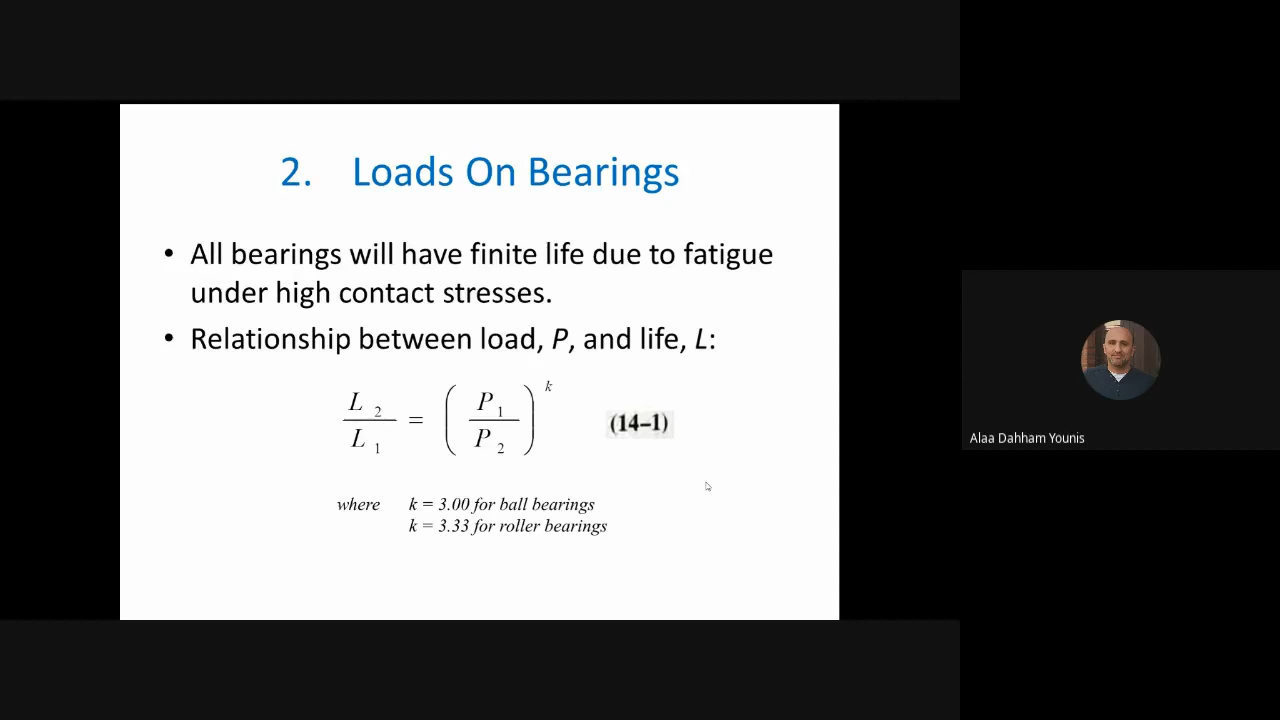 2. Loads On Bearings
• All bearings will have finite life due to fatigue
under high contact stresses.
• Relationship between load, P, and life, L:
L₂/L₁ = (P₁/P₂)ᵏ (14–1)
where k = 3.00 for ball bearings
k = 3.33 for roller bearings
Alaa Dahham Younis